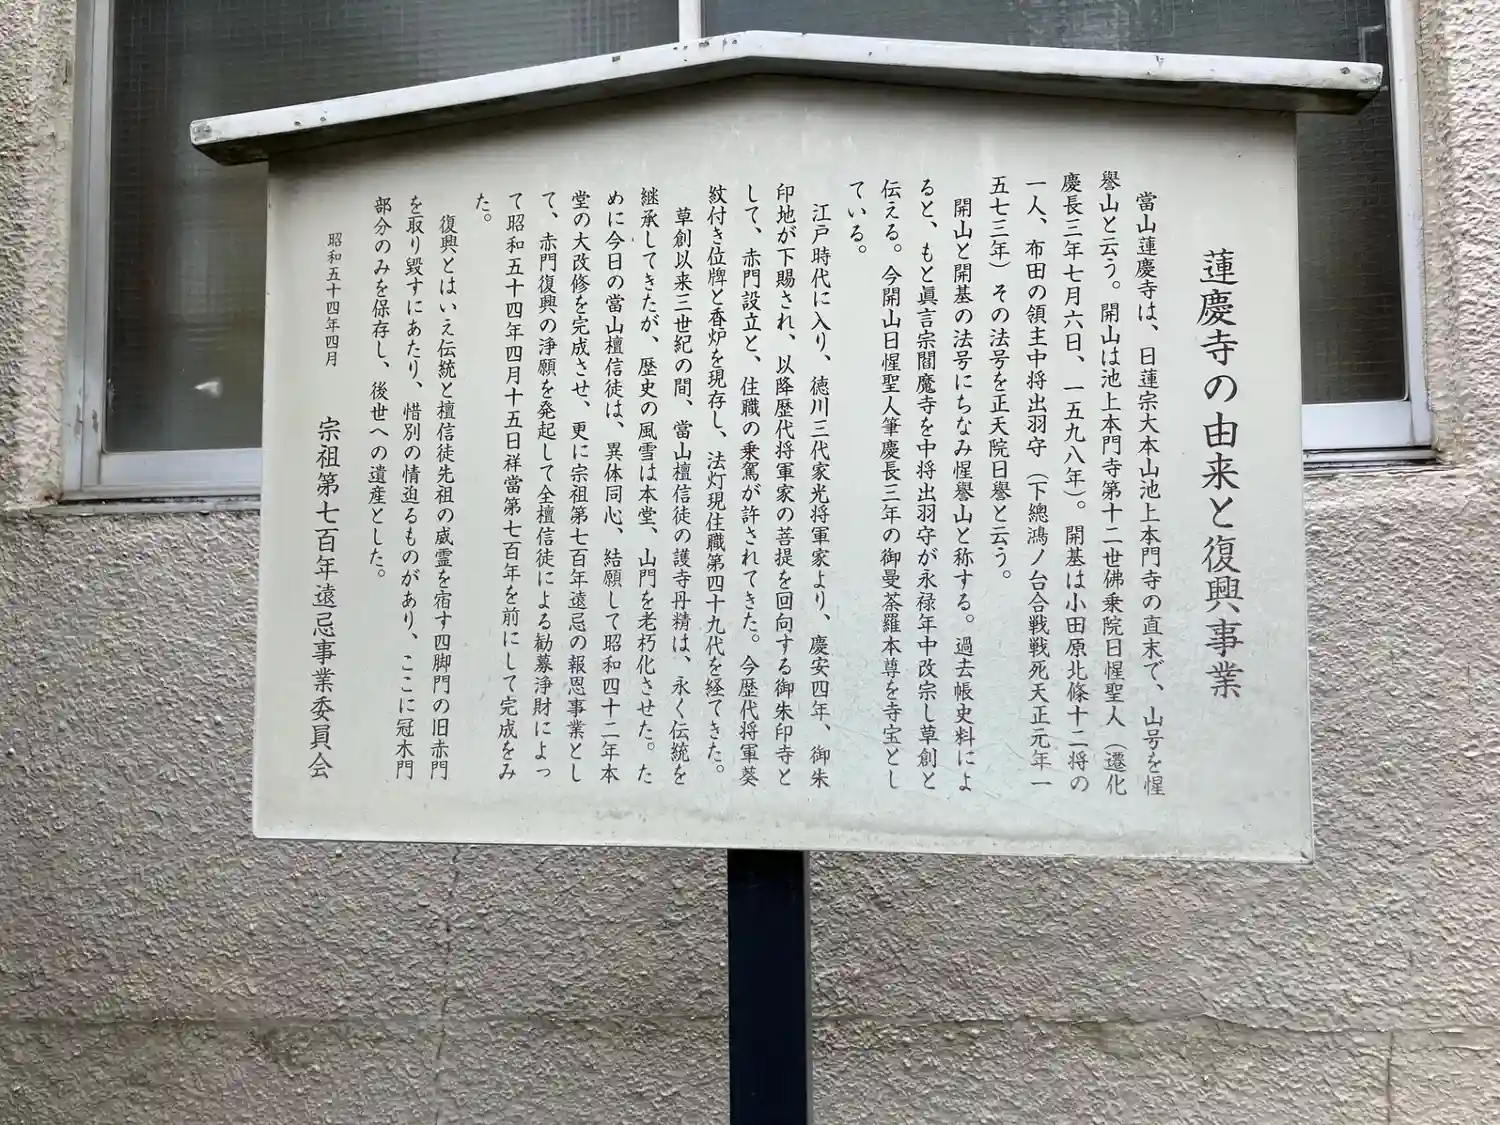 蓮慶寺の由来と復興事業
當山蓮慶寺は、日蓮宗大本山池上本門寺の直末で、山号を惺
譽山と云う。開山は池上本門寺第十二世佛乗院日惺聖人（遷化
慶長三年七月六日、一五九八年）。開基は小田原北條十二将の
一人、布田の領主中将出羽守（下總鴻ノ台合戦戦死天正元年一
五七三年）その法号を正天院日譽と云う。
開山と開基の法号にちなみ惺譽山と称する。過去帳史料によ
ると、もと眞言宗閻魔寺を中将出羽守が永禄年中改宗し草創と
伝える。今開山日惺聖人筆慶長三年の御曼荼羅本尊を寺宝とし
ている。
江戸時代に入り、徳川三代家光将軍家より、慶安四年、御朱
印地が下賜され、以降歴代将軍家の菩提を回向する御朱印寺と
して、赤門設立と、住職の乗駕が許されてきた。今歴代将軍葵
紋付き位牌と香炉を現存し、法灯現住職第四十九代を経てきた。
草創以来三世紀の間、當山檀信徒の護寺丹精は、永く伝統を
継承してきたが、歴史の風雪は本堂、山門を老朽化させた。た
めに今日の當山檀信徒は、異体同心、結願して昭和四十二年本
堂の大改修を完成させ、更に宗祖第七百年遠忌の報恩事業とし
て、赤門復興の浄願を発起して全檀信徒による勧募浄財によっ
て昭和五十四年四月十五日祥當第七百年を前にして完成をみ
た。
復興とはいえ伝統と檀信徒先祖の威霊を宿す四脚門の旧赤門
を取り毀すにあたり、惜別の情迫るものがあり、ここに冠木門
部分のみを保存し、後世への遺産とした。
昭和五十四年四月
宗祖第七百年遠忌事業委員会